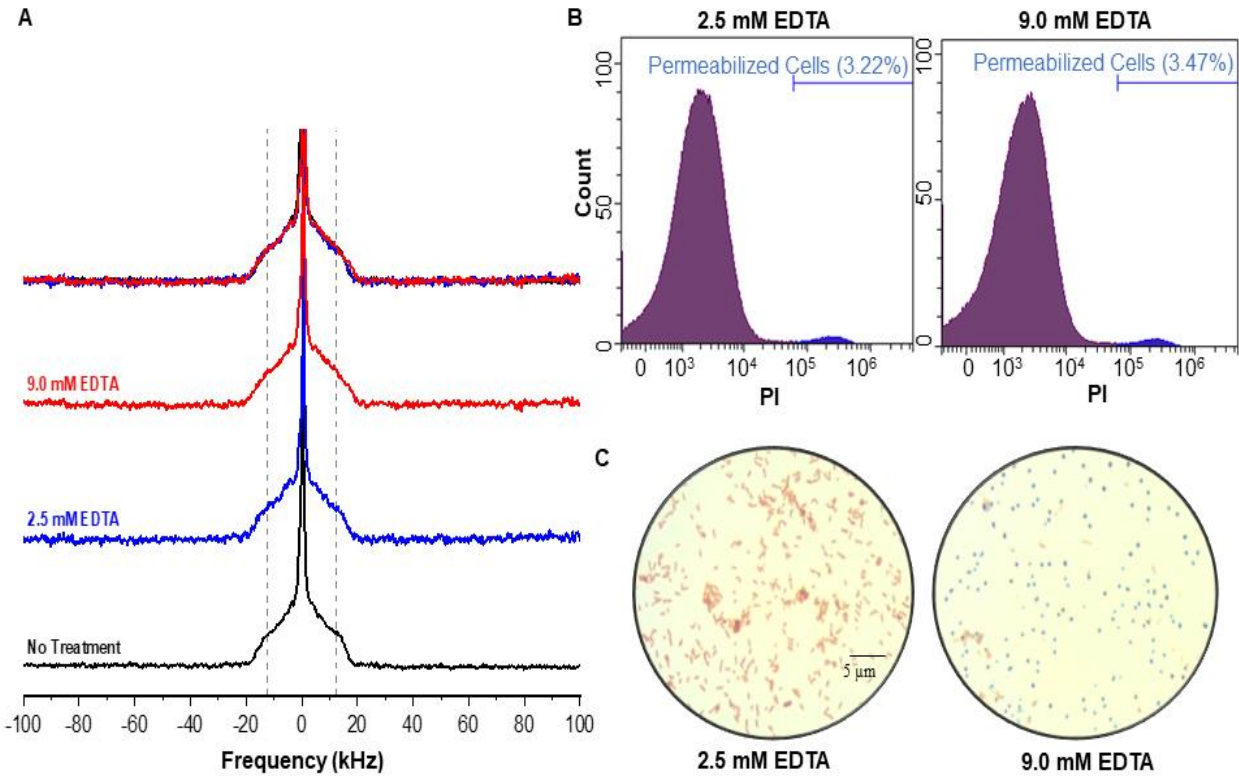 A
9.0 mM EDTA
2.5 mM EDTA
No Treatment
-100 -80 -60 -40 -20 0 20 40 60 80 100
Frequency (kHz)
B
2.5 mM EDTA 9.0 mM EDTA
Permeabilized Cells (3.22%) Permeabilized Cells (3.47%)
Count
100
50
0
0 10³ 10⁴ 10⁵ 10⁶
PI
100
50
0
0 10³ 10⁴ 10⁵ 10⁶
PI
C
5 µm
2.5 mM EDTA 9.0 mM EDTA